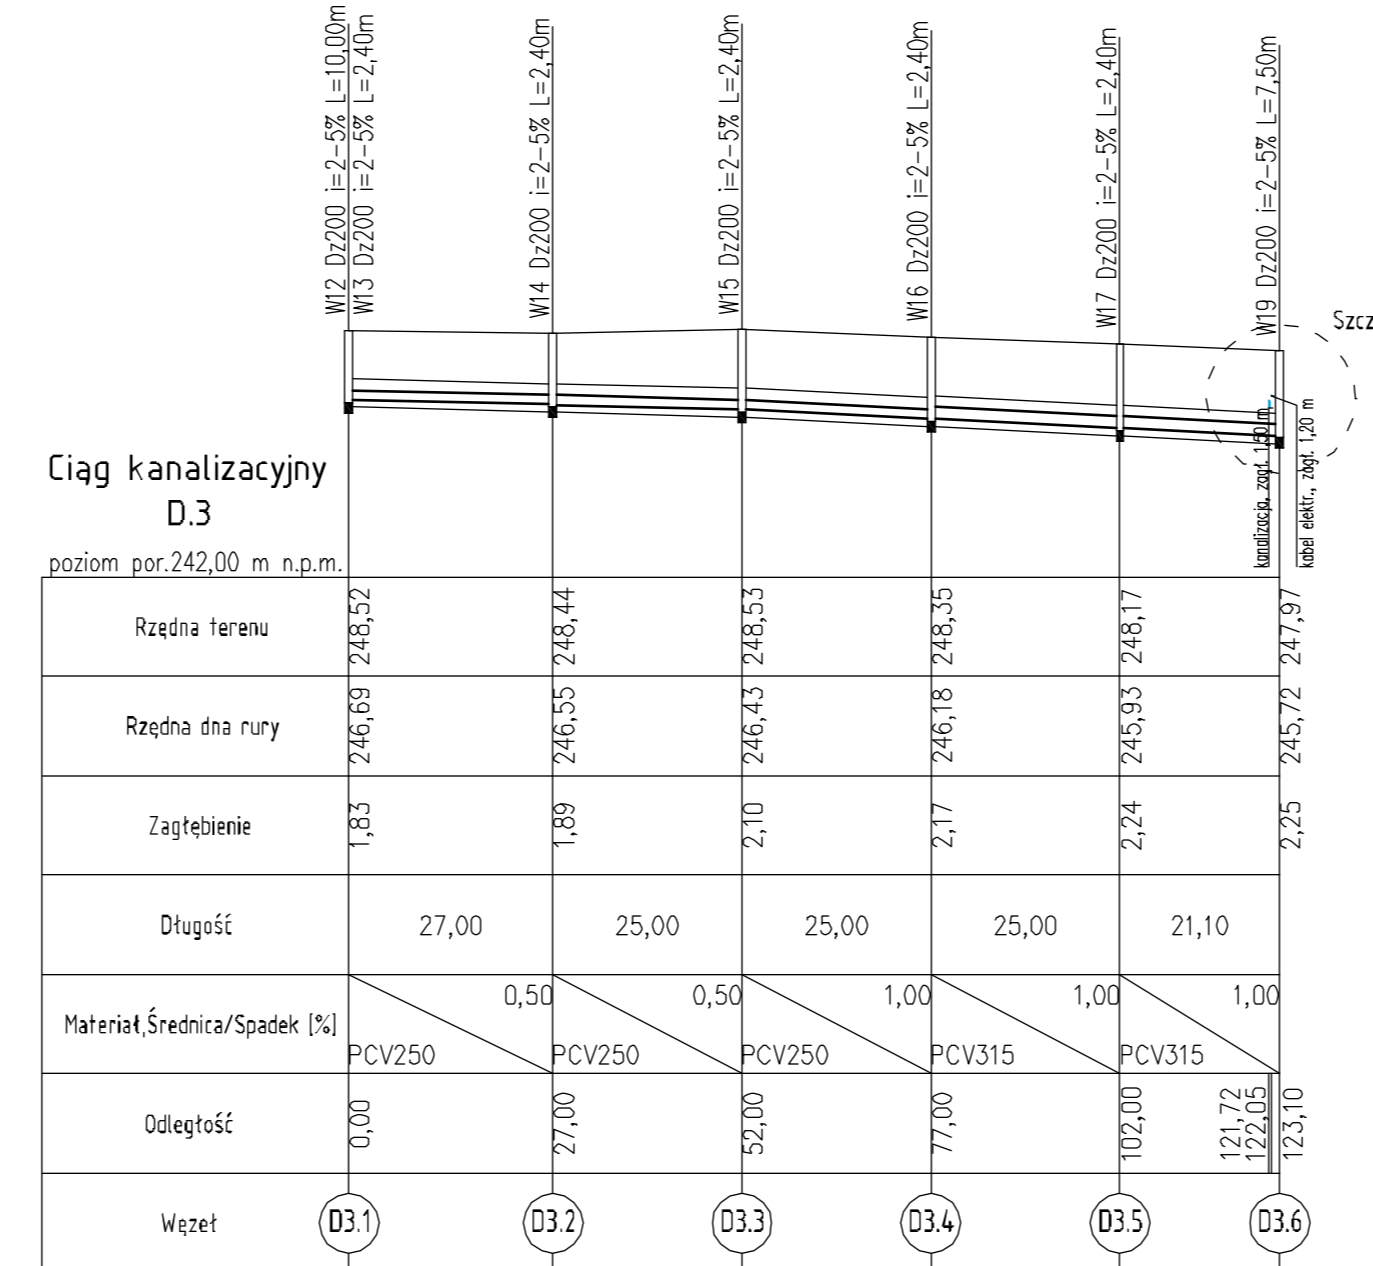 W12 Dz200 i=2-5% L=10,00m
W13 Dz200 i=2-5% L=2,40m
W14 Dz200 i=2-5% L=2,40m
W15 Dz200 i=2-5% L=2,40m
W16 Dz200 i=2-5% L=2,40m
W17 Dz200 i=2-5% L=2,40m
W19 Dz200 i=2-5% L=7,50m
Szcz
kanalizacja, zagł. 1,50 m
kabel elektr., zagł. 1,20 m
Ciąg kanalizacyjny
D.3
poziom por.242,00 m n.p.m.
Rzędna terenu 248,52 248,44 248,53 248,35 248,17 247,97
Rzędna dna rury 246,69 246,55 246,43 246,18 245,93 245,72
Zagłębienie 1,83 1,89 2,10 2,17 2,24 2,25
Długość 27,00 25,00 25,00 25,00 21,10
Materiał,Średnica/Spadek [%] 0,50 0,50 1,00 1,00 1,00
PCV250 PCV250 PCV250 PCV315 PCV315
Odległość 0,00 27,00 52,00 77,00 102,00 121,72 122,05 123,10
Węzeł D3.1 D3.2 D3.3 D3.4 D3.5 D3.6